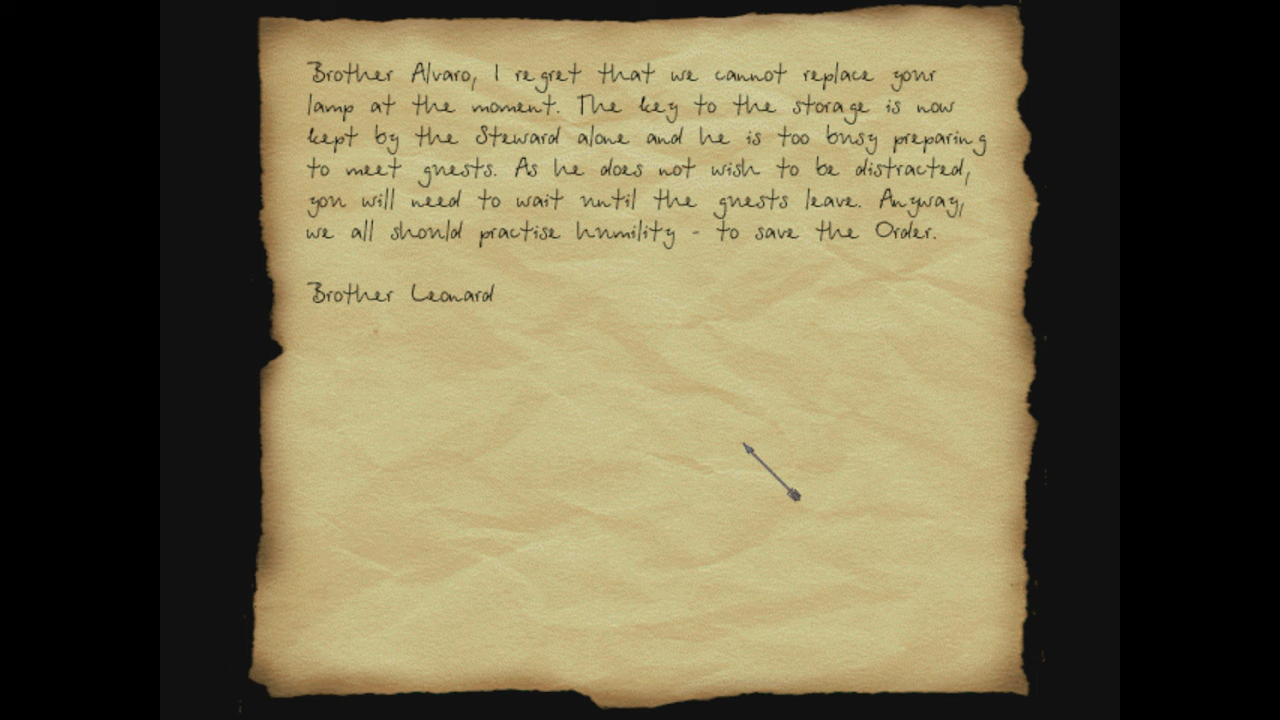 Brother Alvaro, I regret that we cannot replace your
lamp at the moment. The key to the storage is now
kept by the Steward alone and he is too busy preparing
to meet guests. As he does not wish to be distracted,
you will need to wait until the guests leave. Anyway,
we all should practise humility - to save the Order.
Brother Leonard